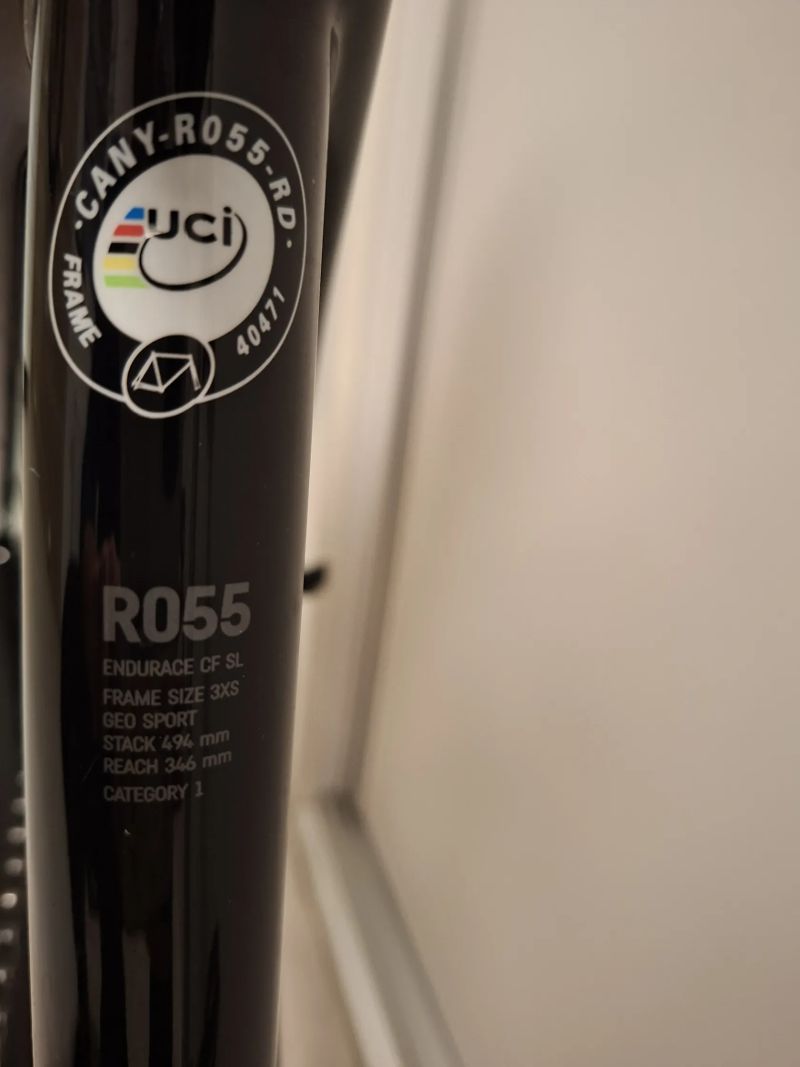 ·CANY-R055-RD·
uci
FRAME
40471
R055
ENDURACE CF SL
FRAME SIZE 3XS
GEO SPORT
STACK 494 mm
REACH 346 mm
CATEGORY 1